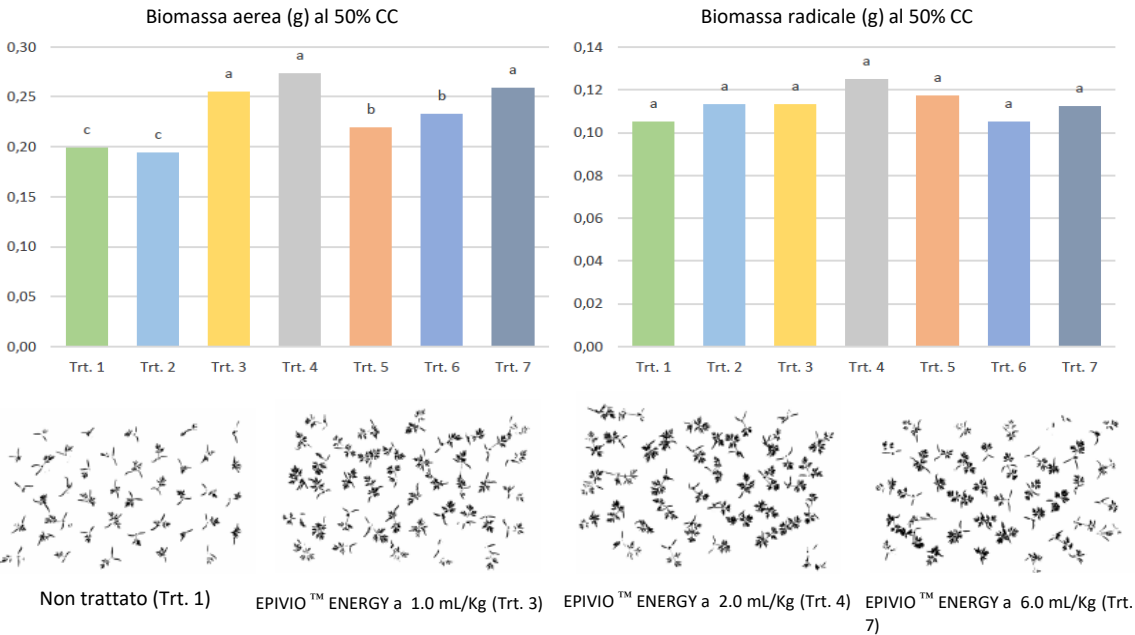 Biomassa aerea (g) al 50% CC
0,30
0,25
0,20
0,15
0,10
0,05
0,00
c
c
a
a
b
b
a
Trt. 1 Trt. 2 Trt. 3 Trt. 4 Trt. 5 Trt. 6 Trt. 7
Biomassa radicale (g) al 50% CC
0,14
0,12
0,10
0,08
0,06
0,04
0,02
0,00
a
a
a
a
a
a
a
Trt. 1 Trt. 2 Trt. 3 Trt. 4 Trt. 5 Trt. 6 Trt. 7
Non trattato (Trt. 1)
EPIVIO ™ ENERGY a 1.0 mL/Kg (Trt. 3)
EPIVIO ™ ENERGY a 2.0 mL/Kg (Trt. 4)
EPIVIO ™ ENERGY a 6.0 mL/Kg (Trt.
7)